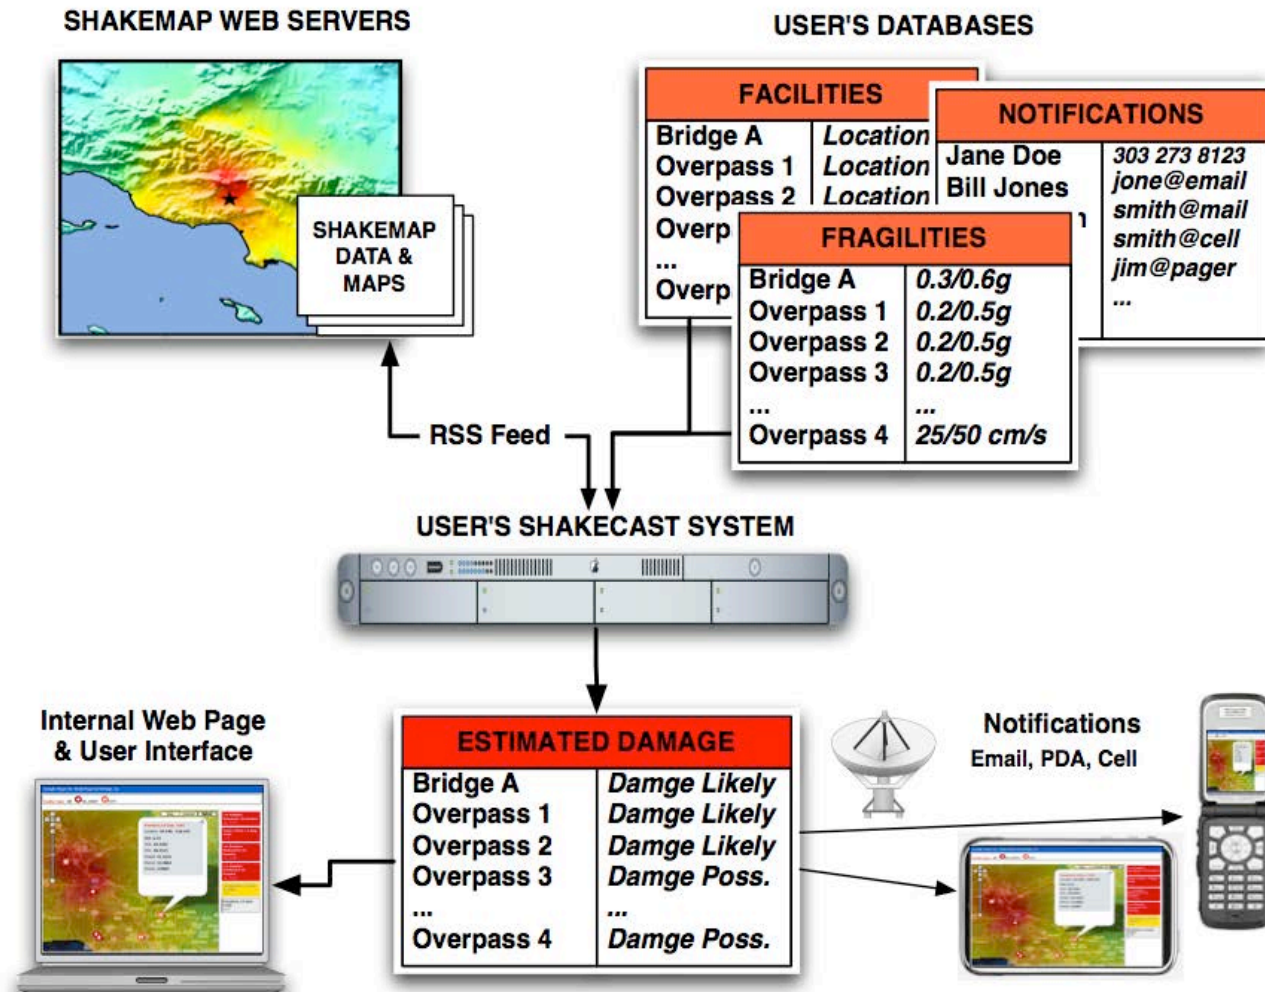 SHAKEMAP WEB SERVERS
USER'S DATABASES
SHAKEMAP
DATA &
MAPS
FACILITIES
Bridge A Location
Overpass 1 Location
Overpass 2 Location
Overp
...
Overp
NOTIFICATIONS
Jane Doe 303 273 8123
Bill Jones jone@email
smith@mail
smith@cell
jim@pager
...
FRAGILITIES
Bridge A 0.3/0.6g
Overpass 1 0.2/0.5g
Overpass 2 0.2/0.5g
Overpass 3 0.2/0.5g
... ...
Overpass 4 25/50 cm/s
RSS Feed
USER'S SHAKECAST SYSTEM
Internal Web Page
& User Interface
ESTIMATED DAMAGE
Bridge A Damge Likely
Overpass 1 Damge Likely
Overpass 2 Damge Likely
Overpass 3 Damge Poss.
... ...
Overpass 4 Damge Poss.
Notifications
Email, PDA, Cell